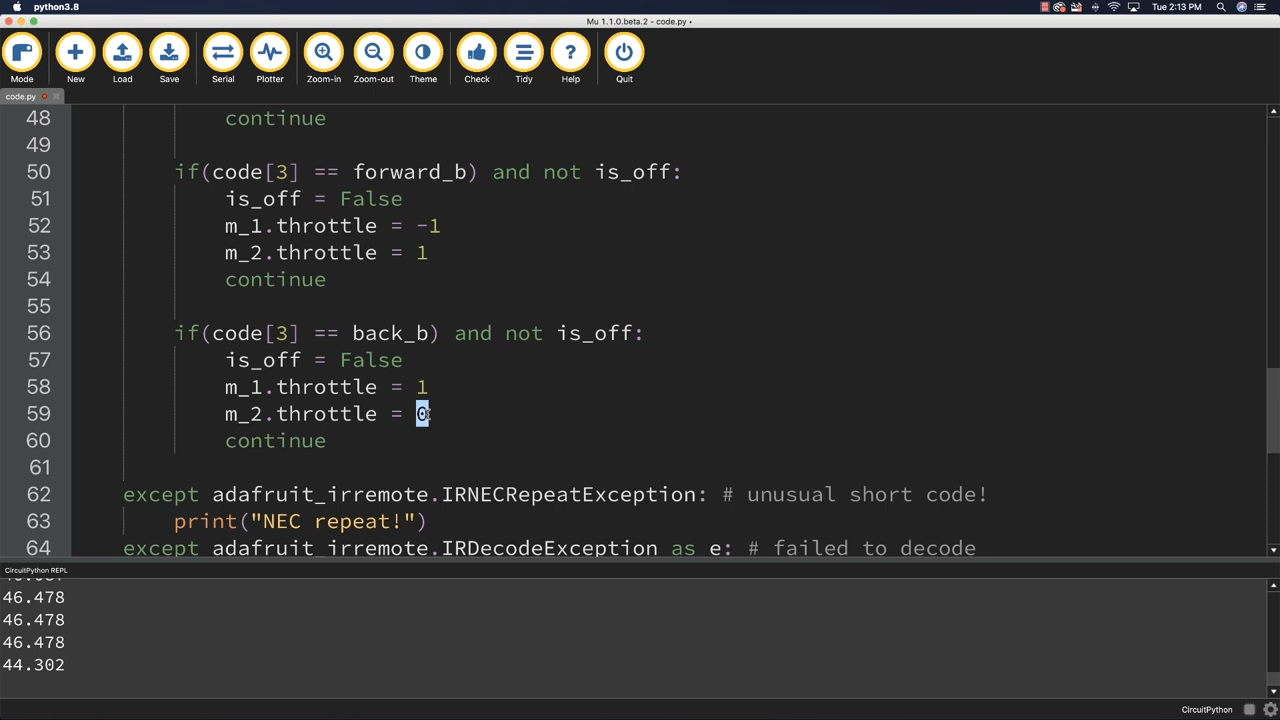 python3.8
Tue 2:13 PM
Mu 1.1.0.beta.2 - code.py •
Mode New Load Save Serial Plotter Zoom-in Zoom-out Theme Check Tidy Help Quit
code.py
48 continue
49
50 if(code[3] == forward_b) and not is_off:
51 is_off = False
52 m_1.throttle = -1
53 m_2.throttle = 1
54 continue
55
56 if(code[3] == back_b) and not is_off:
57 is_off = False
58 m_1.throttle = 1
59 m_2.throttle = 0
60 continue
61
62 except adafruit_irremote.IRNECRepeatException: # unusual short code!
63 print("NEC repeat!")
64 except adafruit_irremote.IRDecodeException as e: # failed to decode
CircuitPython REPL
46.478
46.478
46.478
44.302
CircuitPython